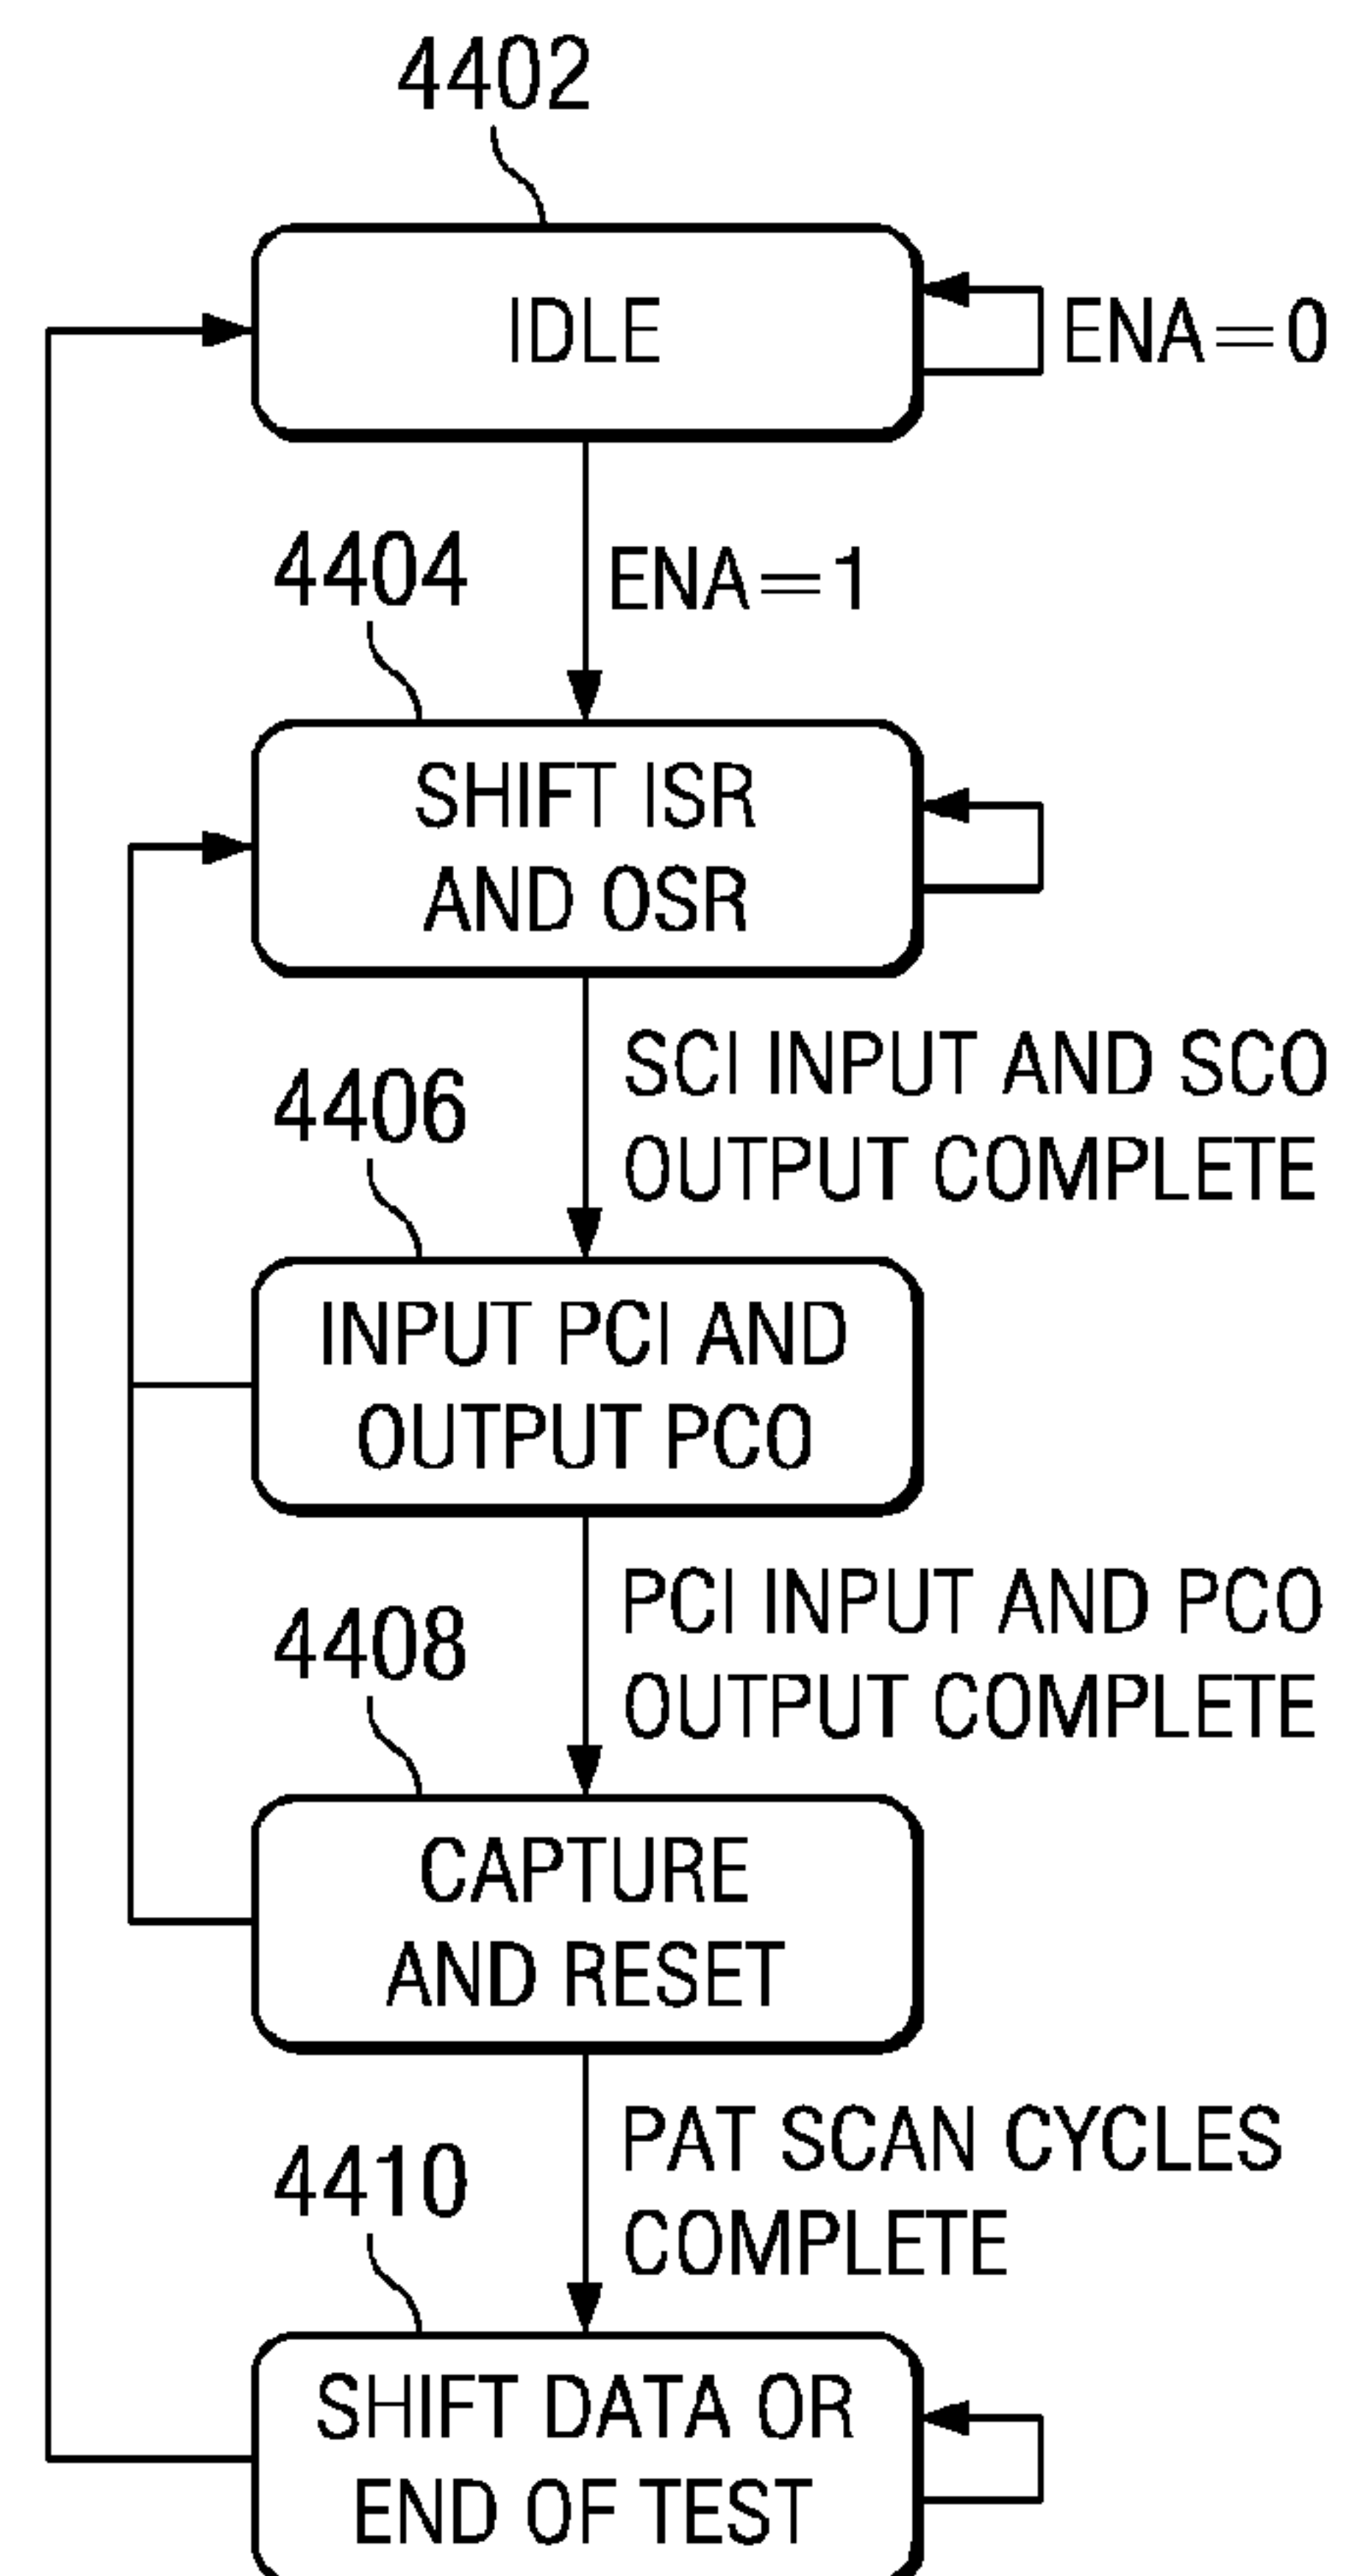 4402
IDLE
ENA=0
4404
ENA=1
SHIFT ISR
AND OSR
4406
SCI INPUT AND SCO
OUTPUT COMPLETE
INPUT PCI AND
OUTPUT PCO
4408
PCI INPUT AND PCO
OUTPUT COMPLETE
CAPTURE
AND RESET
4410
PAT SCAN CYCLES
COMPLETE
SHIFT DATA OR
END OF TEST